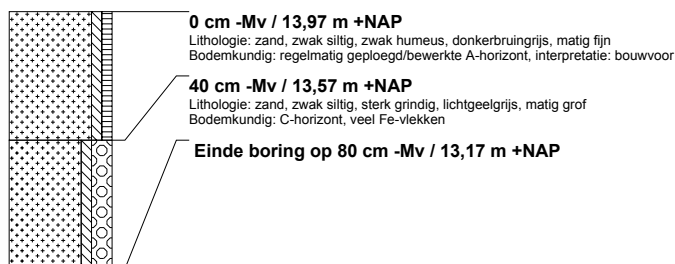 0 cm -Mv / 13,97 m +NAP
Lithologie: zand, zwak siltig, zwak humeus, donkerbruingrijs, matig fijn
Bodemkundig: regelmatig geploegd/bewerkte A-horizont, interpretatie: bouwvoor
40 cm -Mv / 13,57 m +NAP
Lithologie: zand, zwak siltig, sterk grindig, lichtgeelgrijs, matig grof
Bodemkundig: C-horizont, veel Fe-vlekken
Einde boring op 80 cm -Mv / 13,17 m +NAP